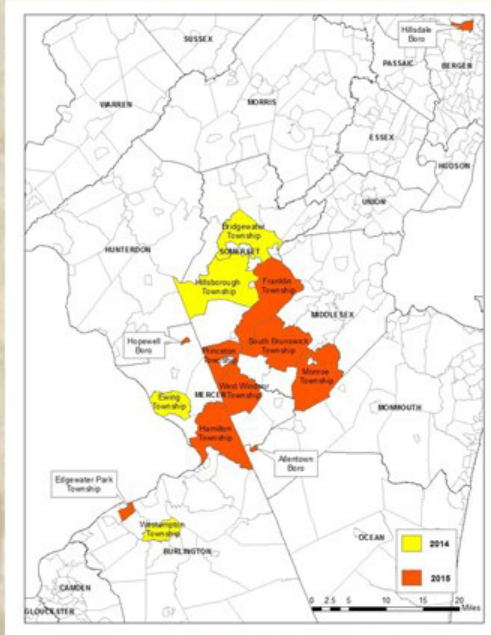 Hillsdale
Boro
SUSSEX
PASSAIC
BERGEN
WARREN
MORRIS
ESSEX
HUDSON
UNION
Bridgewater
Township
HUNTERDON
SOMERSET
Hillsborough
Township
Franklin
Township
MIDDLESEX
Hopewell
Boro
South Brunswick
Township
Princeton
Township
Monroe
Township
West Windsor
Township
MERCER
Ewing
Township
MONMOUTH
Hamilton
Township
Allentown
Boro
Edgewater Park
Township
Westampton
Township
BURLINGTON
OCEAN
2014
2015
CAMDEN
GLOUCESTER
0 2.5 5 10 15 20
Miles